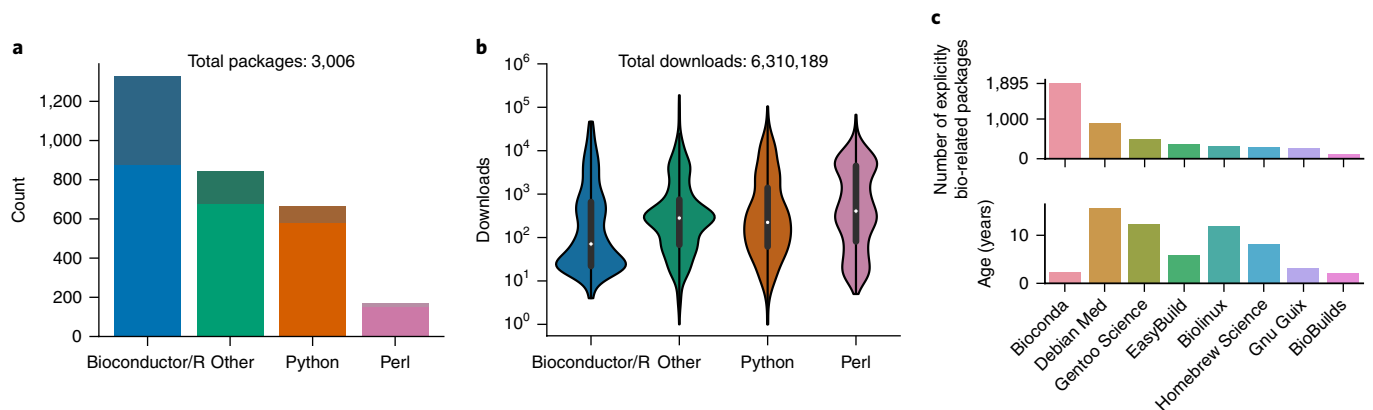 a
Total packages: 3,006
Count
1,200
1,000
800
600
400
200
0
Bioconductor/R
Other
Python
Perl
b
Total downloads: 6,310,189
Downloads
10⁶
10⁵
10⁴
10³
10²
10¹
10⁰
Bioconductor/R
Other
Python
Perl
c
Number of explicitly
bio-related packages
1,895
1,000
0
Age (years)
10
0
Bioconda
Debian Med
Gentoo Science
EasyBuild
Biolinux
Homebrew Science
Gnu Guix
BioBuilds